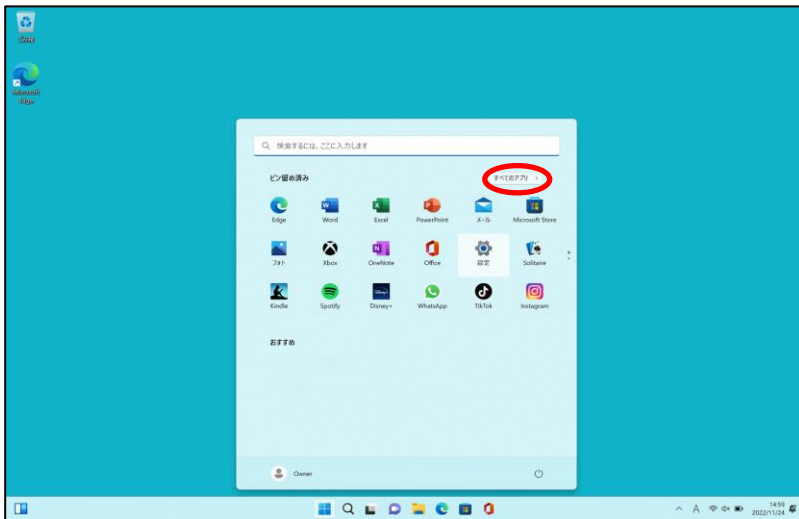 ごみ箱
Microsoft
Edge
検索するには、ここに入力します
ピン留め済み
すべてのアプリ >
Edge
Word
Excel
PowerPoint
メール
Microsoft Store
フォト
Xbox
OneNote
Office
設定
Solitaire
Kindle
Spotify
Disney+
WhatsApp
TikTok
Instagram
おすすめ
Owner
A
14:59
2022/11/24